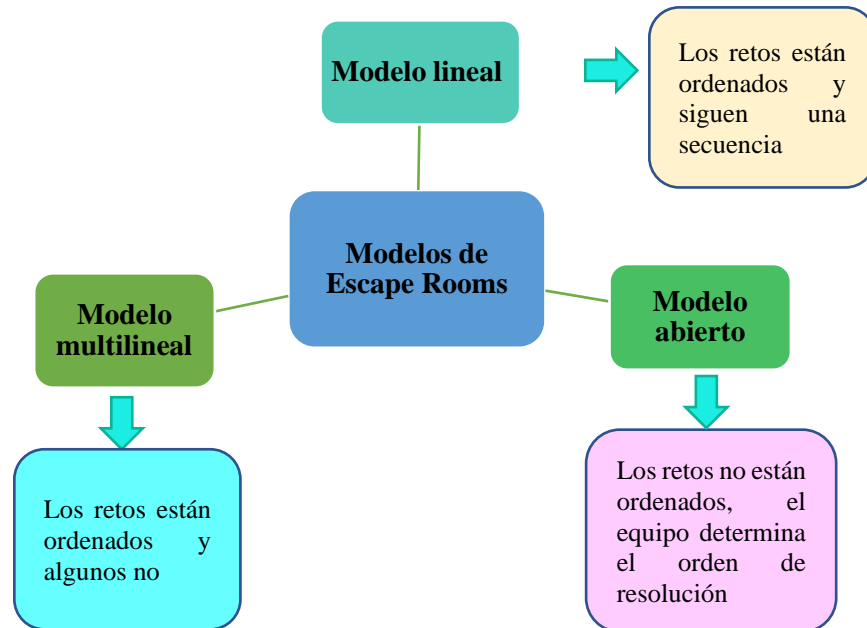 Modelo lineal
Los retos están
ordenados y
siguen una
secuencia
Modelos de
Escape Rooms
Modelo
multilineal
Modelo
abierto
Los retos están
ordenados y
algunos no
Los retos no están
ordenados, el
equipo determina
el orden de
resolución